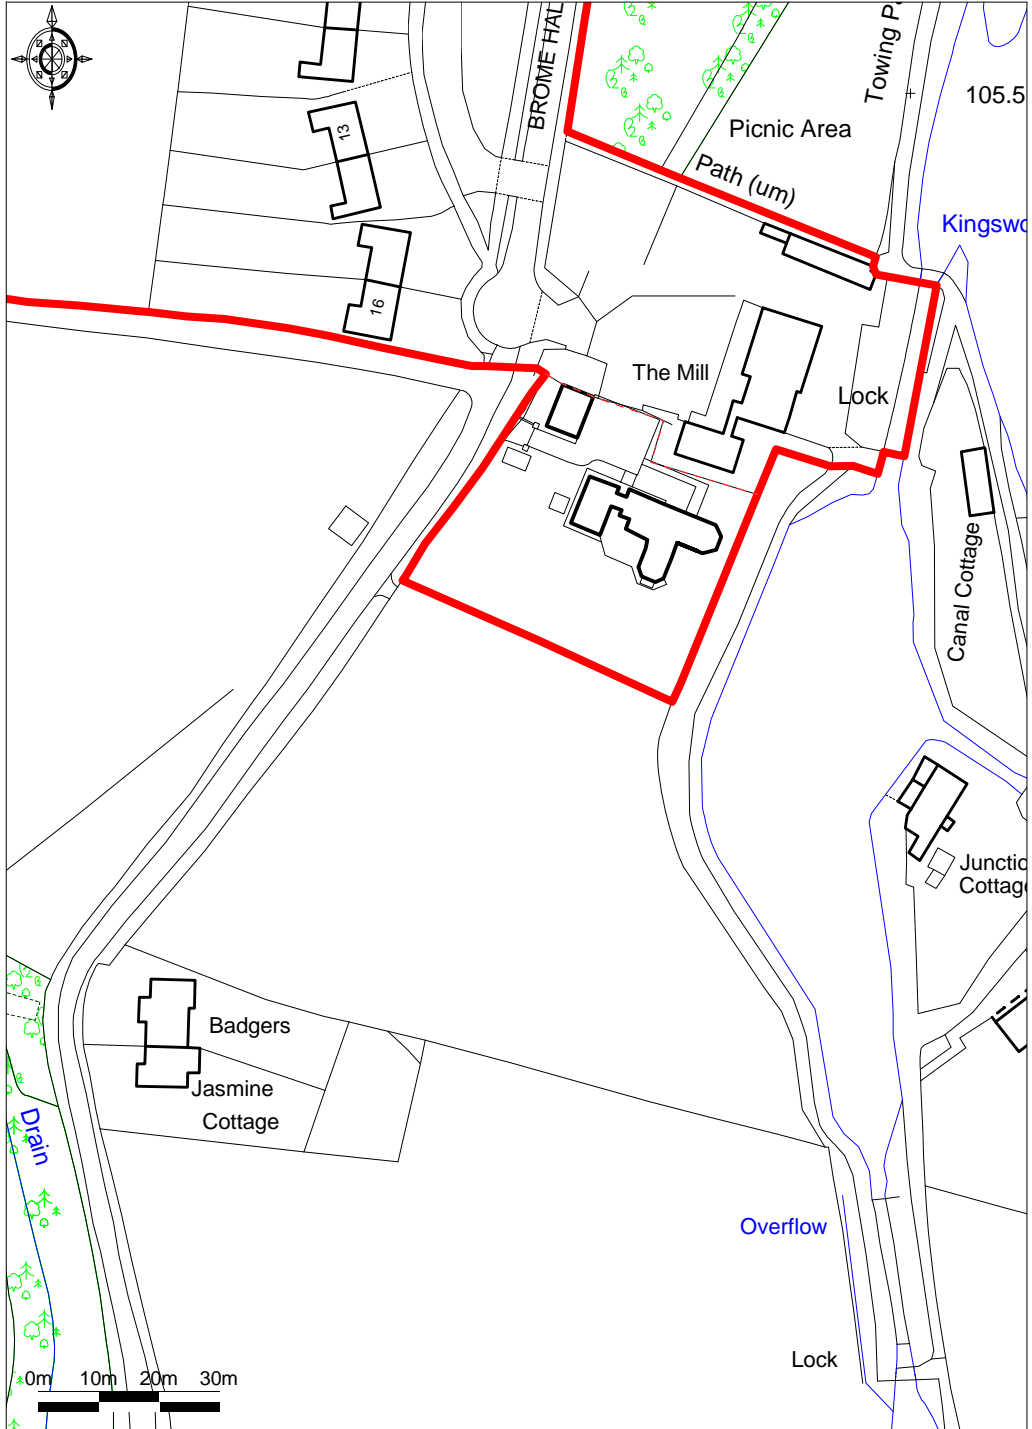 BROME HAL
Towing Pa
105.5
Picnic Area
Path (um)
13
Kingswo
16
The Mill
Lock
Canal Cottage
Junctio
Cottage
Badgers
Jasmine
Cottage
Drain
Overflow
Lock
0m 10m 20m 30m